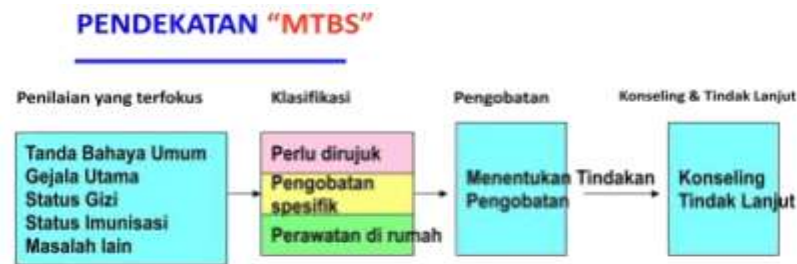 PENDEKATAN “MTBS”
Penilaian yang terfokus
Klasifikasi
Pengobatan
Konseling & Tindak Lanjut
Tanda Bahaya Umum
Gejala Utama
Status Gizi
Status Imunisasi
Masalah lain
Perlu dirujuk
Pengobatan
spesifik
Perawatan di rumah
Menentukan Tindakan
Pengobatan
Konseling
Tindak Lanjut